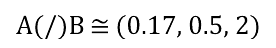 A(/)B ≅ (0.17, 0.5, 2)